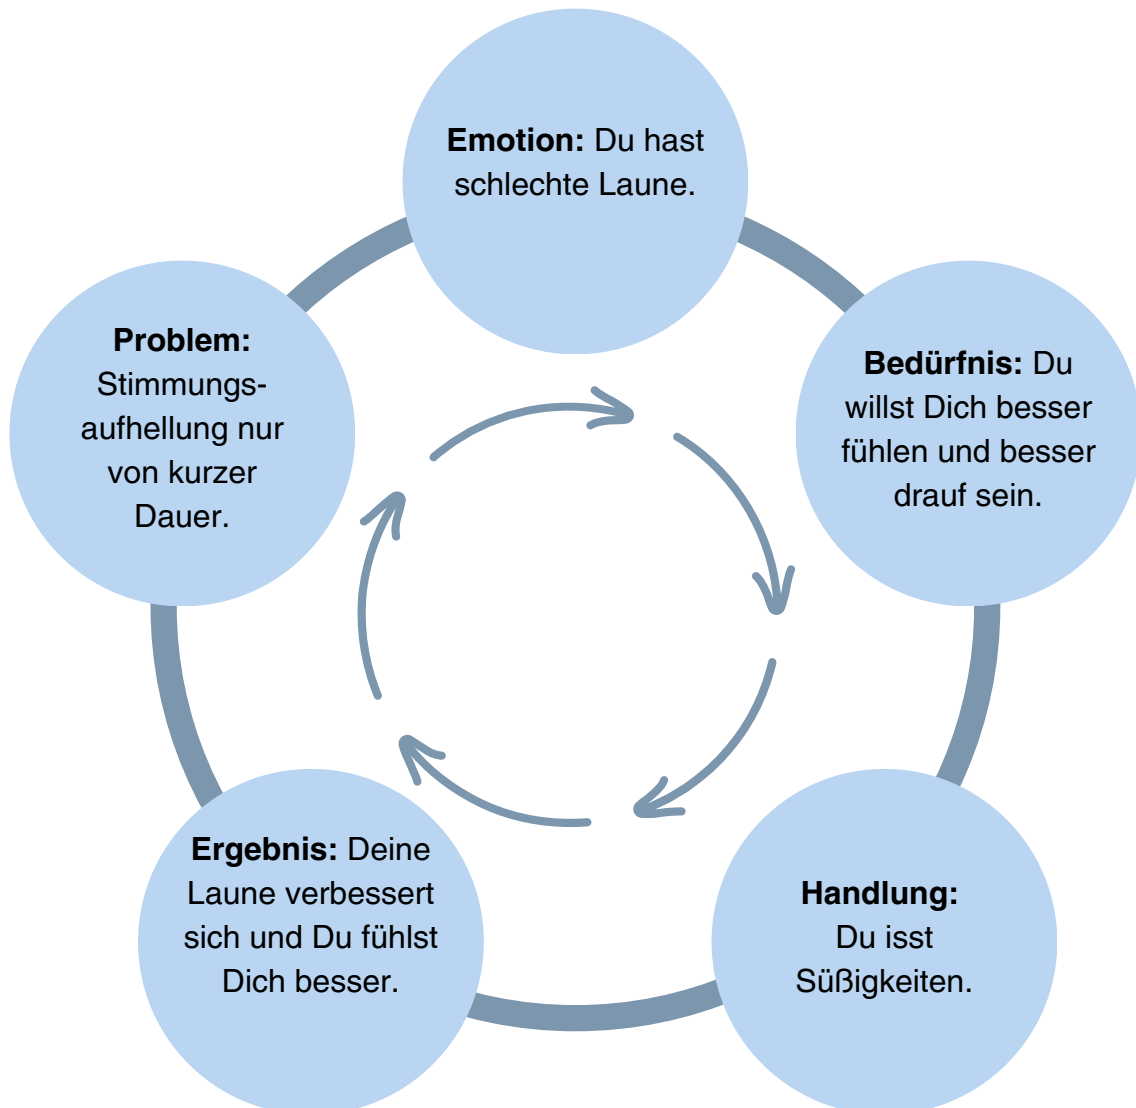 Emotion: Du hast
schlechte Laune.
Bedürfnis: Du
willst Dich besser
fühlen und besser
drauf sein.
Handlung:
Du isst
Süßigkeiten.
Ergebnis: Deine
Laune verbessert
sich und Du fühlst
Dich besser.
Problem:
Stimmungs-
aufhellung nur
von kurzer
Dauer.